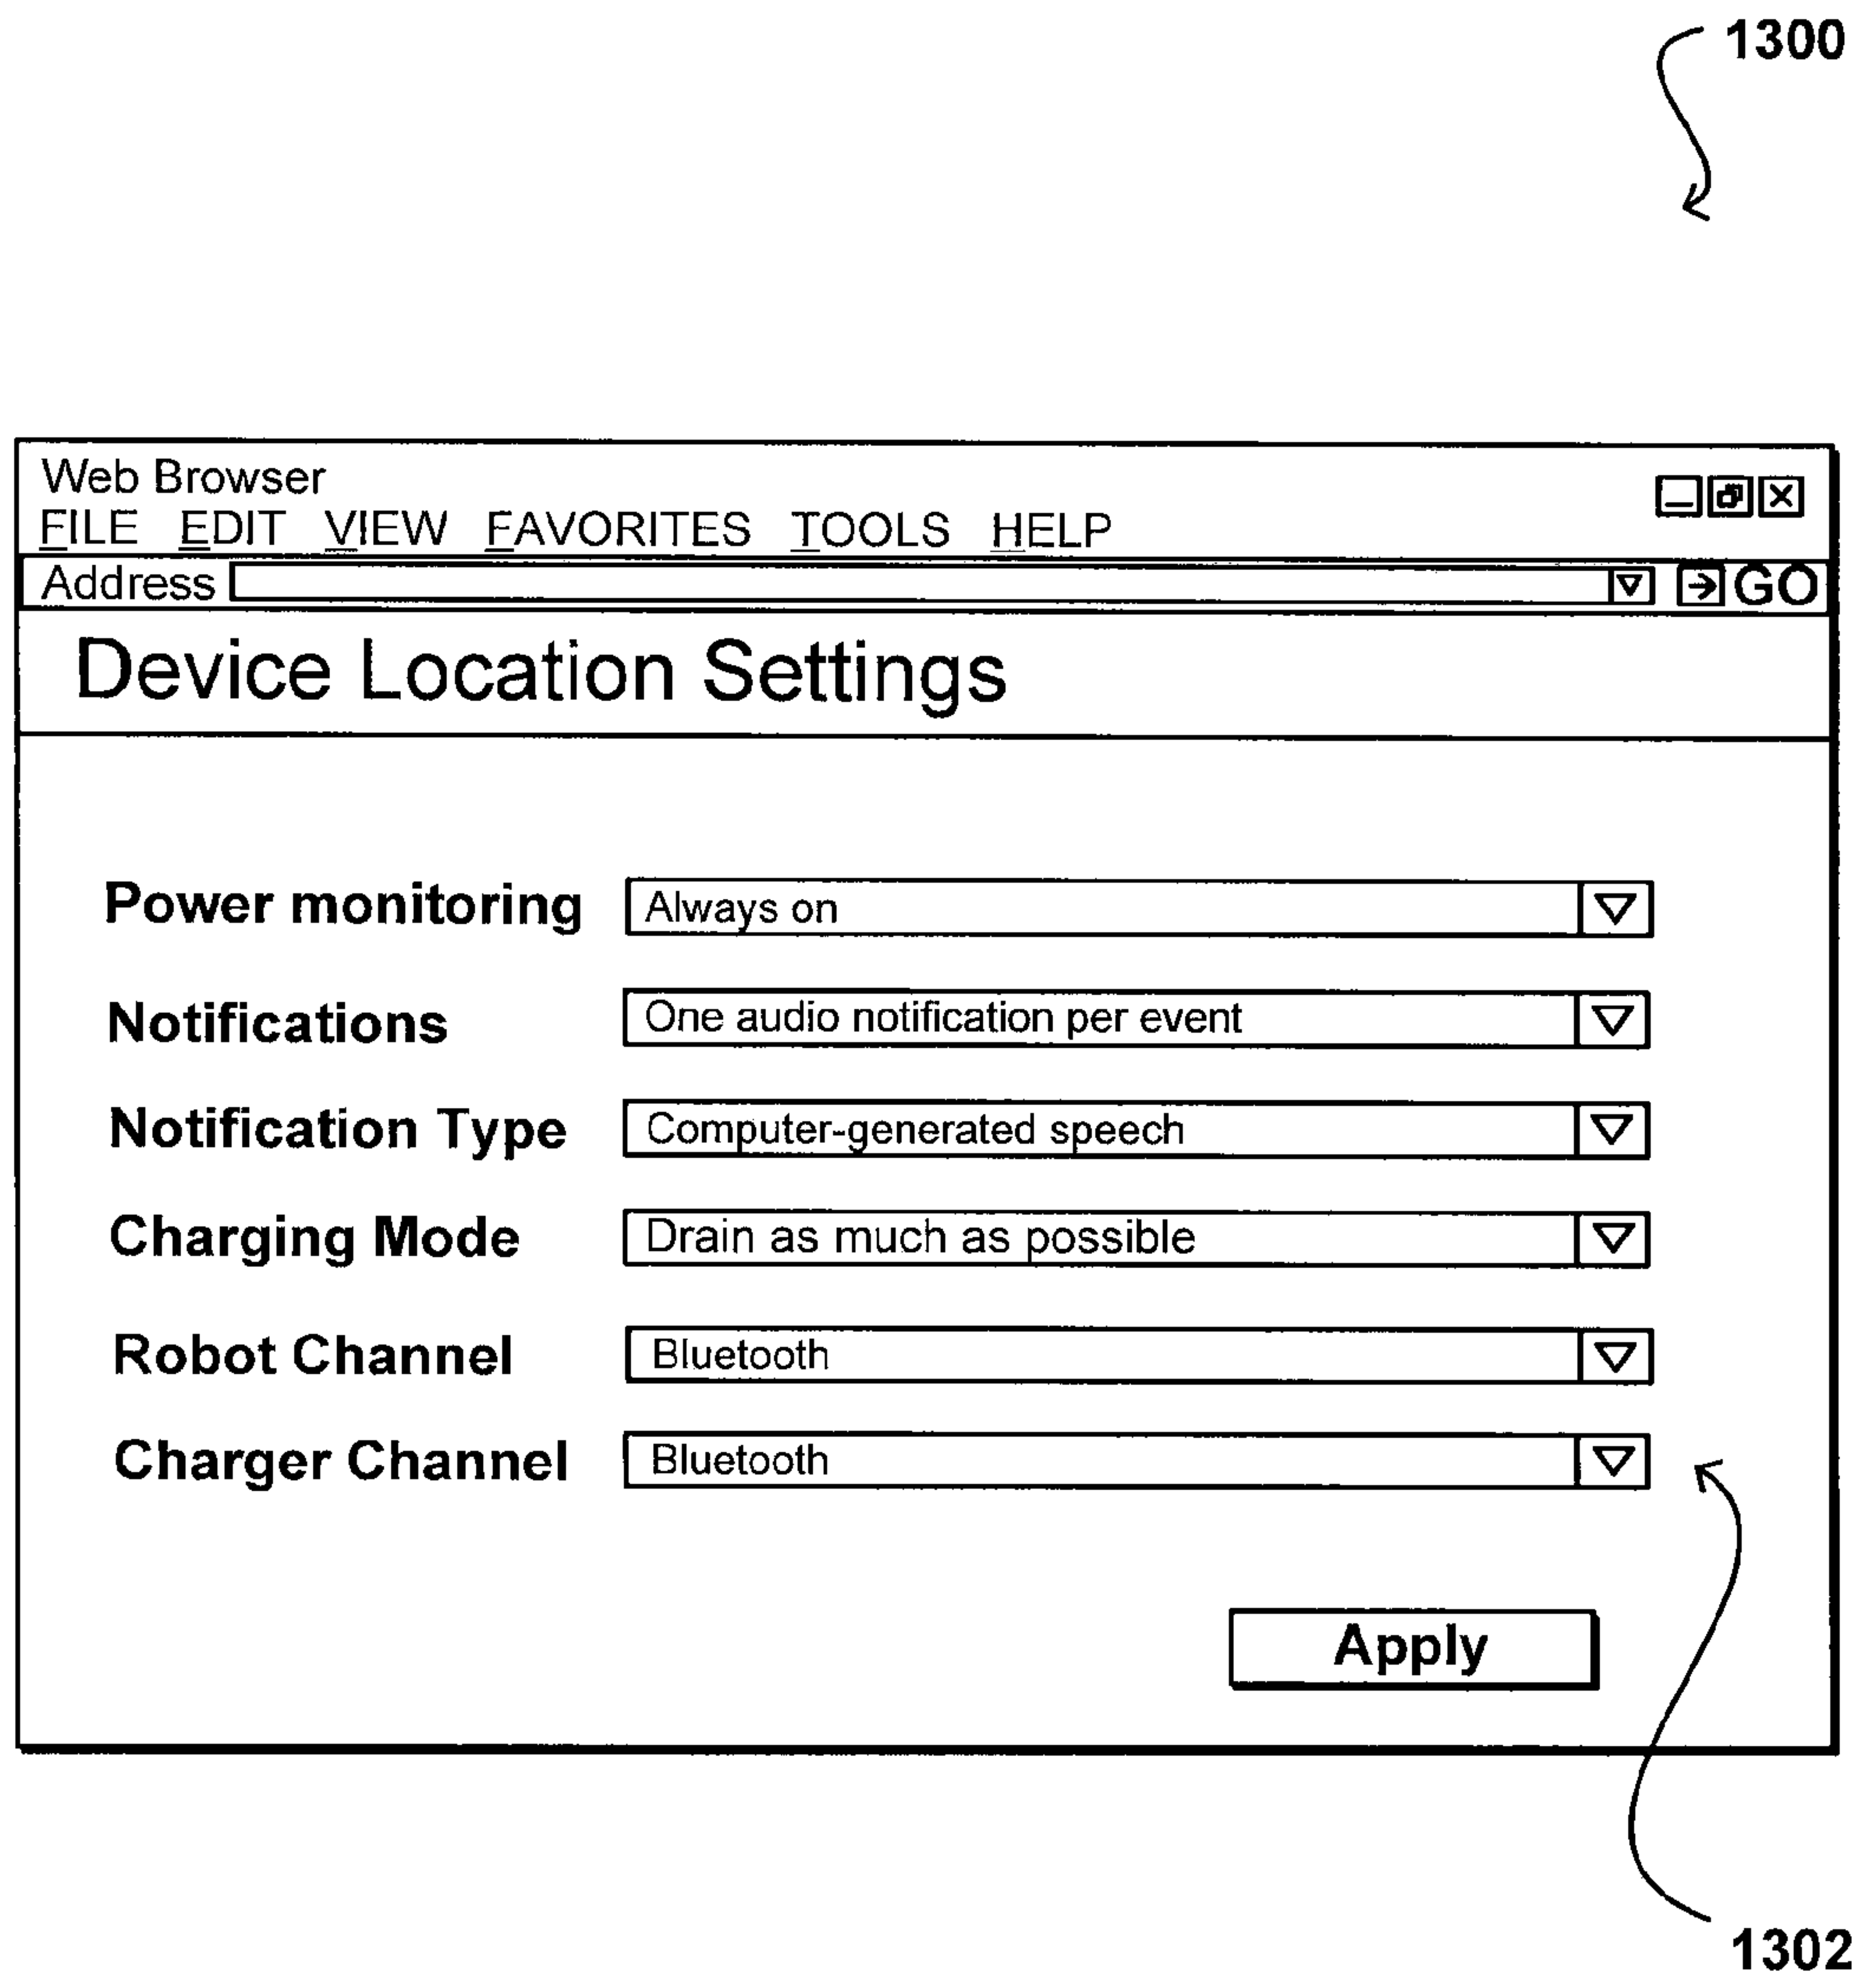 1300
Web Browser
FILE EDIT VIEW FAVORITES TOOLS HELP
Address GO
Device Location Settings
Power monitoring Always on
Notifications One audio notification per event
Notification Type Computer-generated speech
Charging Mode Drain as much as possible
Robot Channel Bluetooth
Charger Channel Bluetooth
Apply
1302